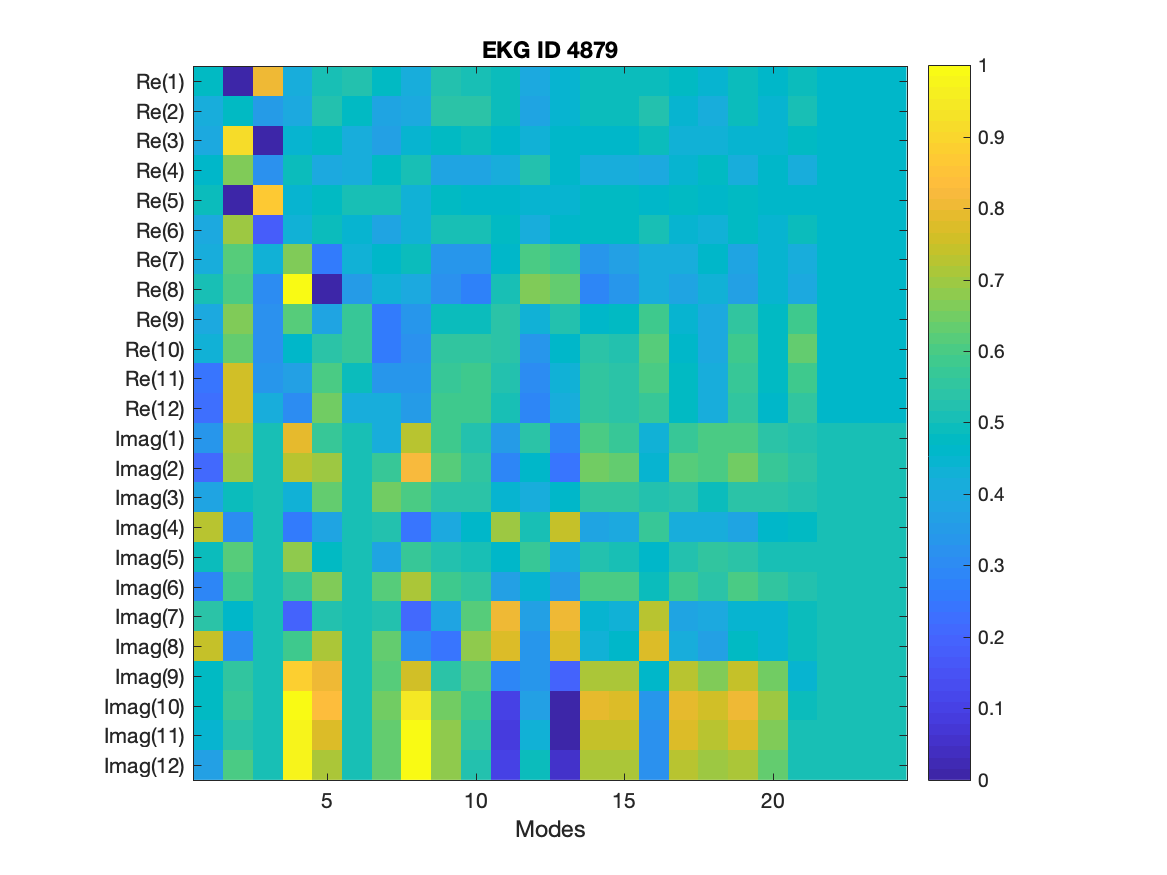 EKG ID 4879
Re(1)
Re(2)
Re(3)
Re(4)
Re(5)
Re(6)
Re(7)
Re(8)
Re(9)
Re(10)
Re(11)
Re(12)
Imag(1)
Imag(2)
Imag(3)
Imag(4)
Imag(5)
Imag(6)
Imag(7)
Imag(8)
Imag(9)
Imag(10)
Imag(11)
Imag(12)
5 10 15 20
Modes
1
0.9
0.8
0.7
0.6
0.5
0.4
0.3
0.2
0.1
0